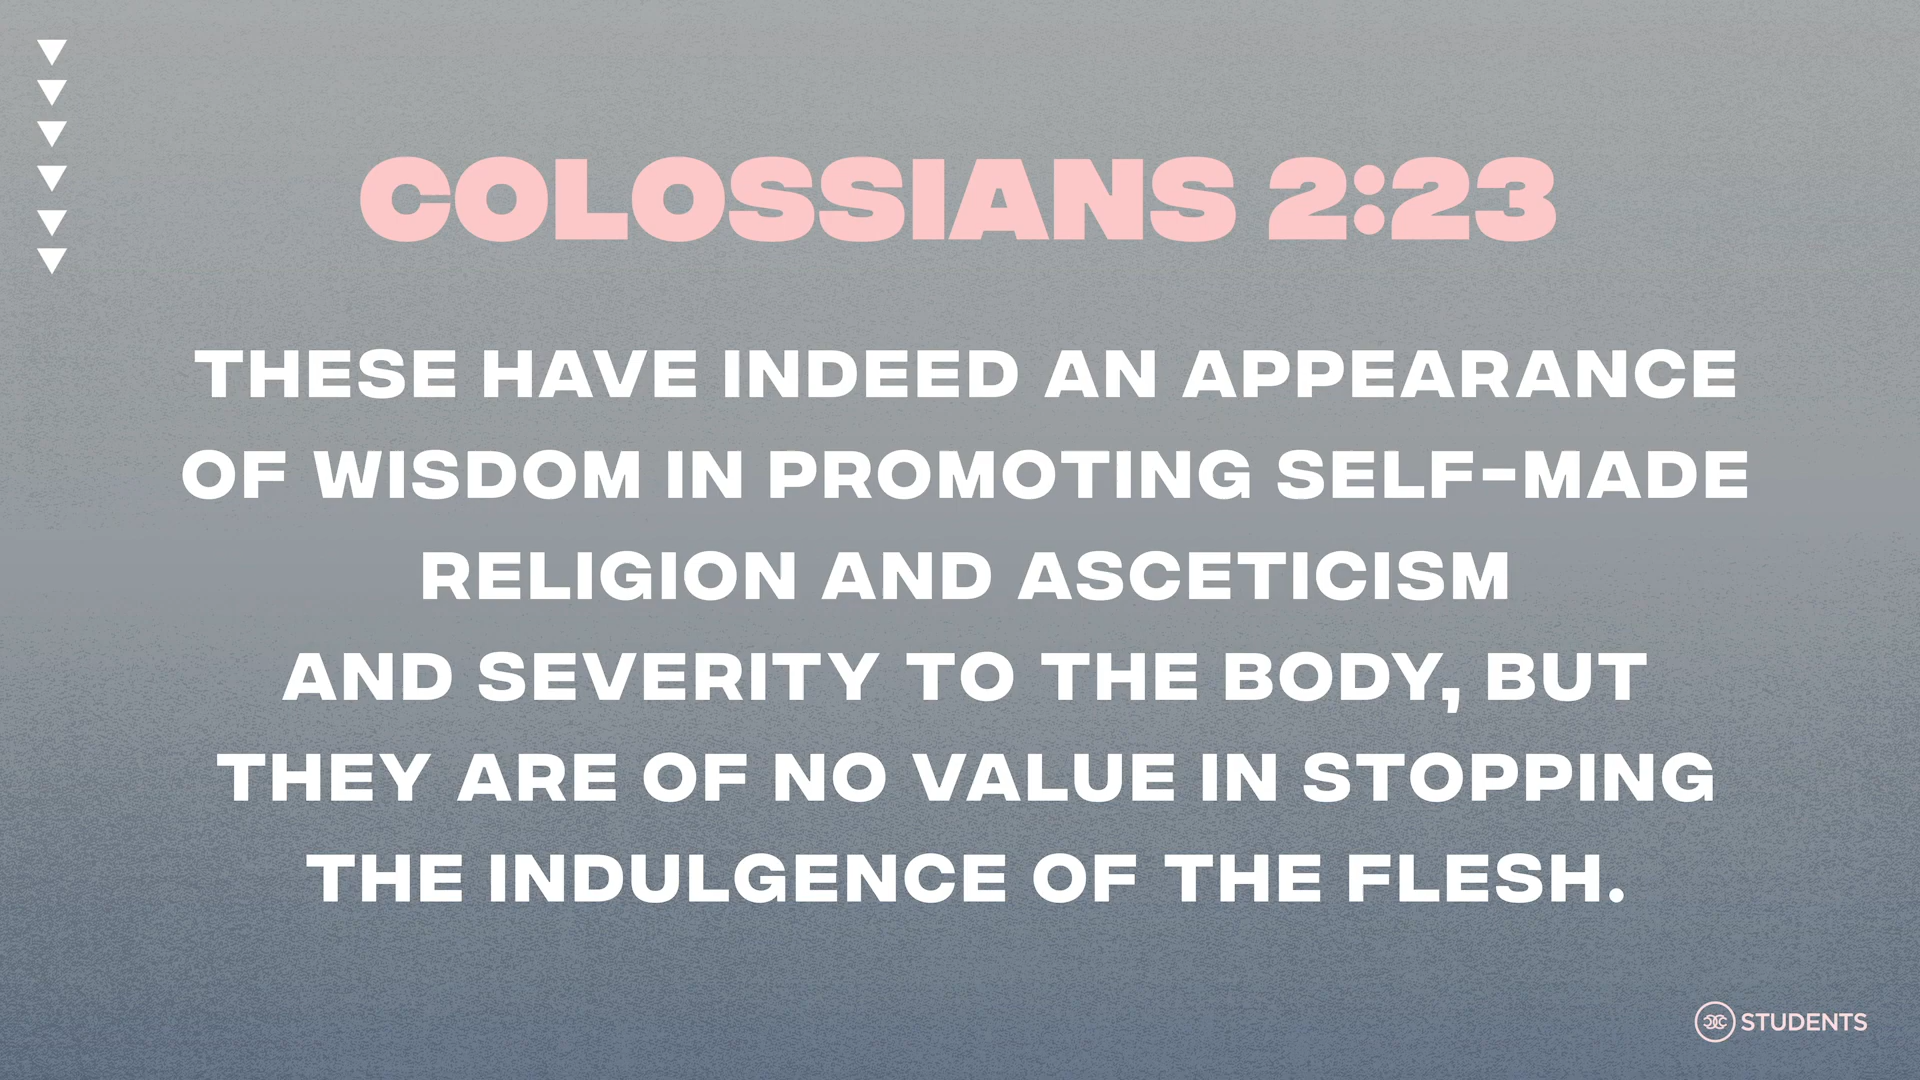 COLOSSIANS 2:23
THESE HAVE INDEED AN APPEARANCE
OF WISDOM IN PROMOTING SELF-MADE
RELIGION AND ASCETICISM
AND SEVERITY TO THE BODY, BUT
THEY ARE OF NO VALUE IN STOPPING
THE INDULGENCE OF THE FLESH.
STUDENTS